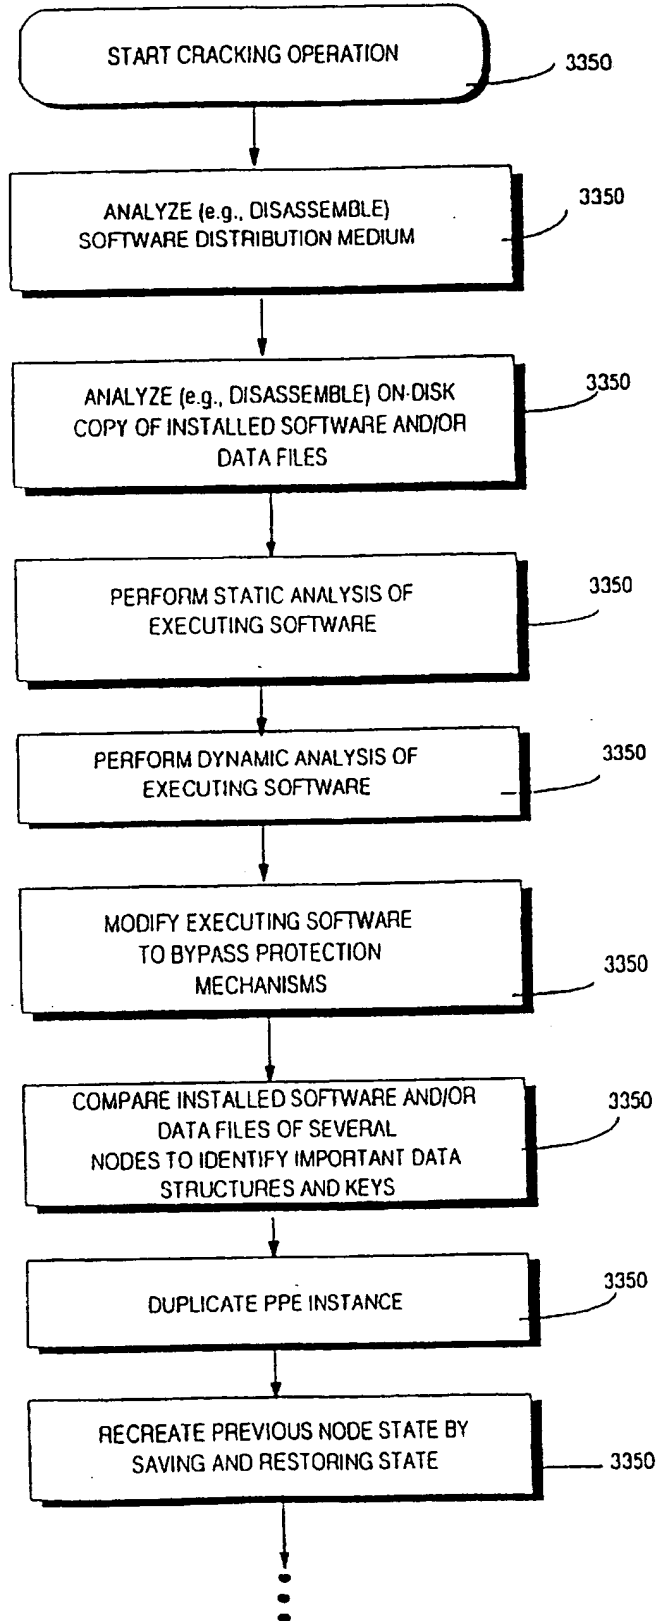 START CRACKING OPERATION
3350
ANALYZE (e.g., DISASSEMBLE)
SOFTWARE DISTRIBUTION MEDIUM
3350
ANALYZE (e.g., DISASSEMBLE) ON-DISK
COPY OF INSTALLED SOFTWARE AND/OR
DATA FILES
3350
PERFORM STATIC ANALYSIS OF
EXECUTING SOFTWARE
3350
PERFORM DYNAMIC ANALYSIS OF
EXECUTING SOFTWARE
3350
MODIFY EXECUTING SOFTWARE
TO BYPASS PROTECTION
MECHANISMS
3350
COMPARE INSTALLED SOFTWARE AND/OR
DATA FILES OF SEVERAL
NODES TO IDENTIFY IMPORTANT DATA
STRUCTURES AND KEYS
3350
DUPLICATE PPE INSTANCE
3350
RECREATE PREVIOUS NODE STATE BY
SAVING AND RESTORING STATE
3350